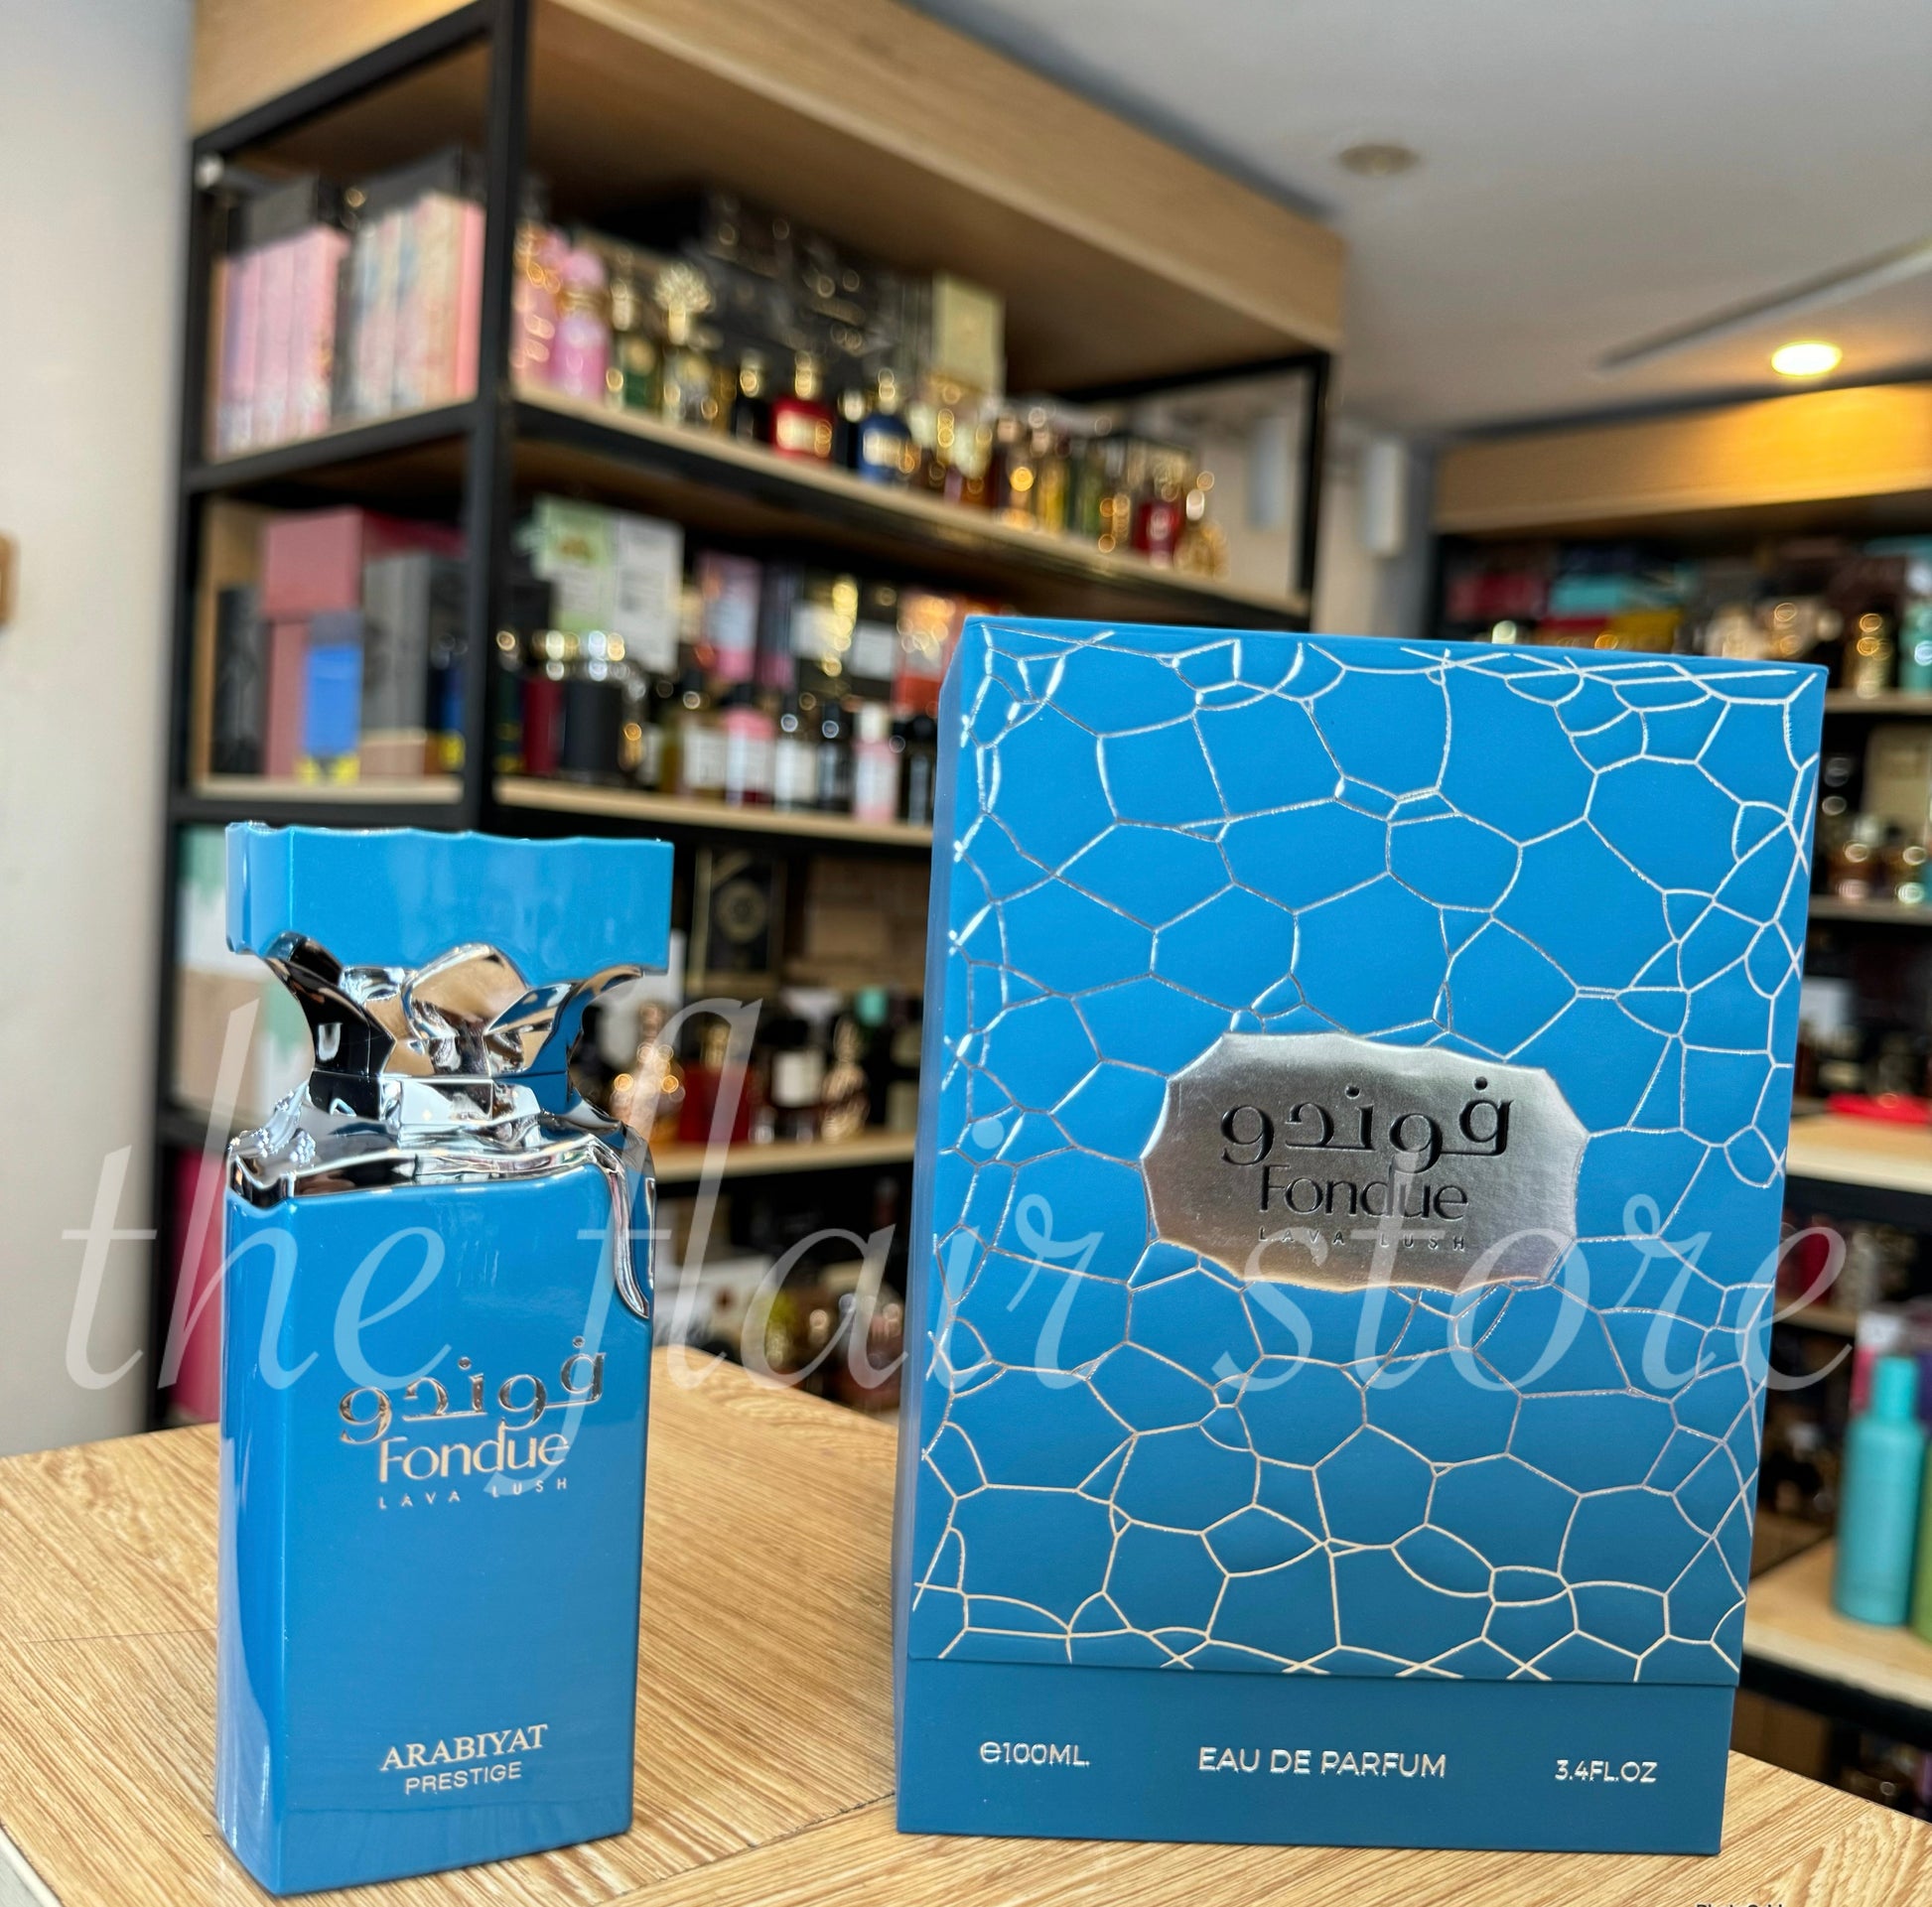 فوندو
Fondue
LAVA LUSH
ARABIYAT
PRESTIGE
فوندو
Fondue
LAVA LUSH
℮100ML.
EAU DE PARFUM
3.4FL.OZ
the flair store